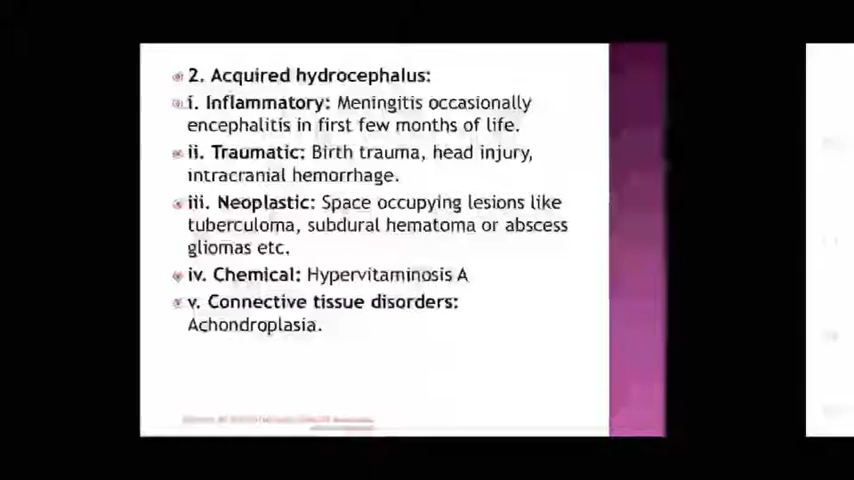 2. Acquired hydrocephalus:
i. Inflammatory: Meningitis occasionally
encephalitis in first few months of life.
ii. Traumatic: Birth trauma, head injury,
intracranial hemorrhage.
iii. Neoplastic: Space occupying lesions like
tuberculoma, subdural hematoma or abscess
gliomas etc.
iv. Chemical: Hypervitaminosis A
v. Connective tissue disorders:
Achondroplasia.